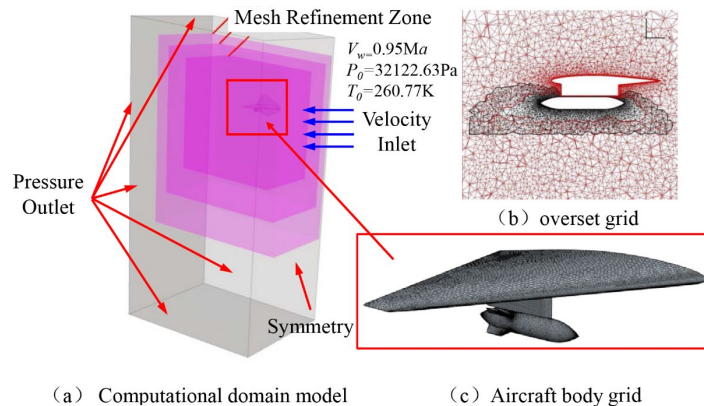 Mesh Refinement Zone
V_w=0.95Ma
P_0=32122.63Pa
T_0=260.77K
Velocity
Inlet
Pressure
Outlet
Symmetry
（b）overset grid
（a） Computational domain model
（c）Aircraft body grid